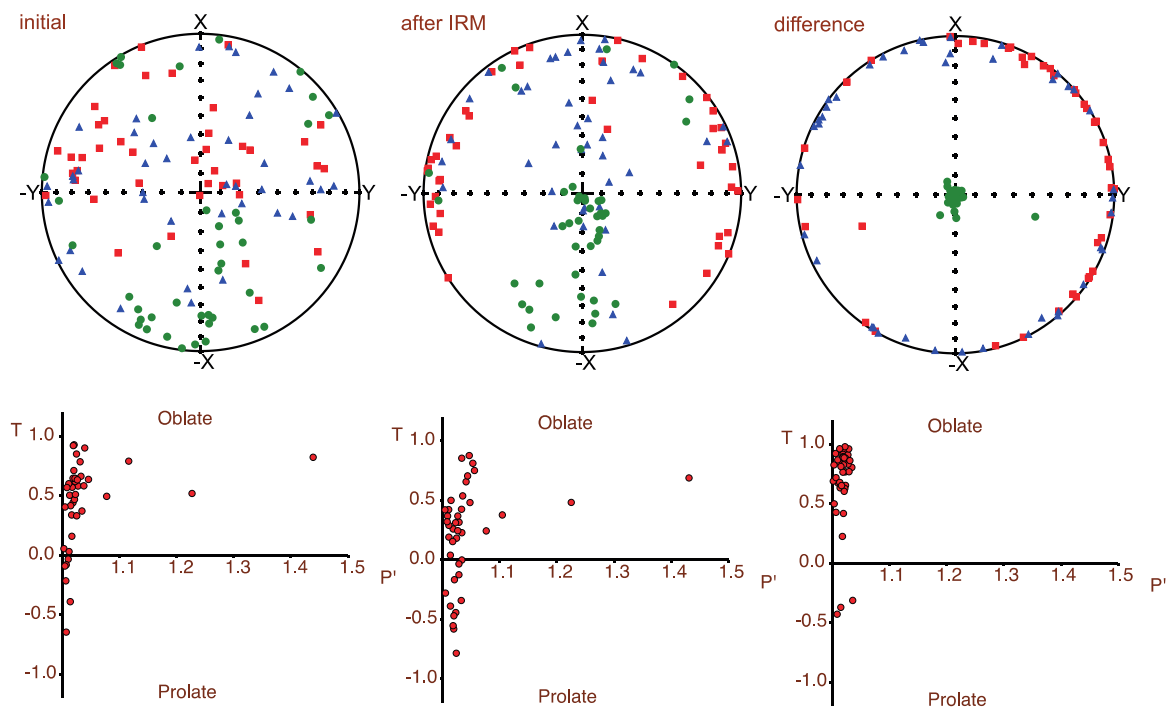 initial
X
-Y
Y
-X
after IRM
X
-Y
Y
-X
difference
X
-Y
Y
-X
T
Oblate
1.0
0.5
0.0
1.1
1.2
1.3
1.4
1.5
P'
-0.5
-1.0
Prolate
T
Oblate
1.0
0.5
0.0
1.1
1.2
1.3
1.4
1.5
P'
-0.5
-1.0
Prolate
T
Oblate
1.0
0.5
0.0
1.1
1.2
1.3
1.4
1.5
P'
-0.5
-1.0
Prolate